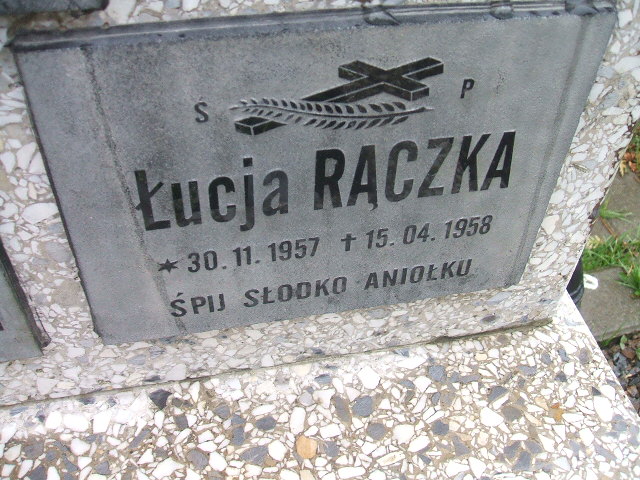 S P
Łucja RĄCZKA
* 30. 11. 1957 † 15. 04. 1958
ŚPIJ SŁODKO ANIOŁKU